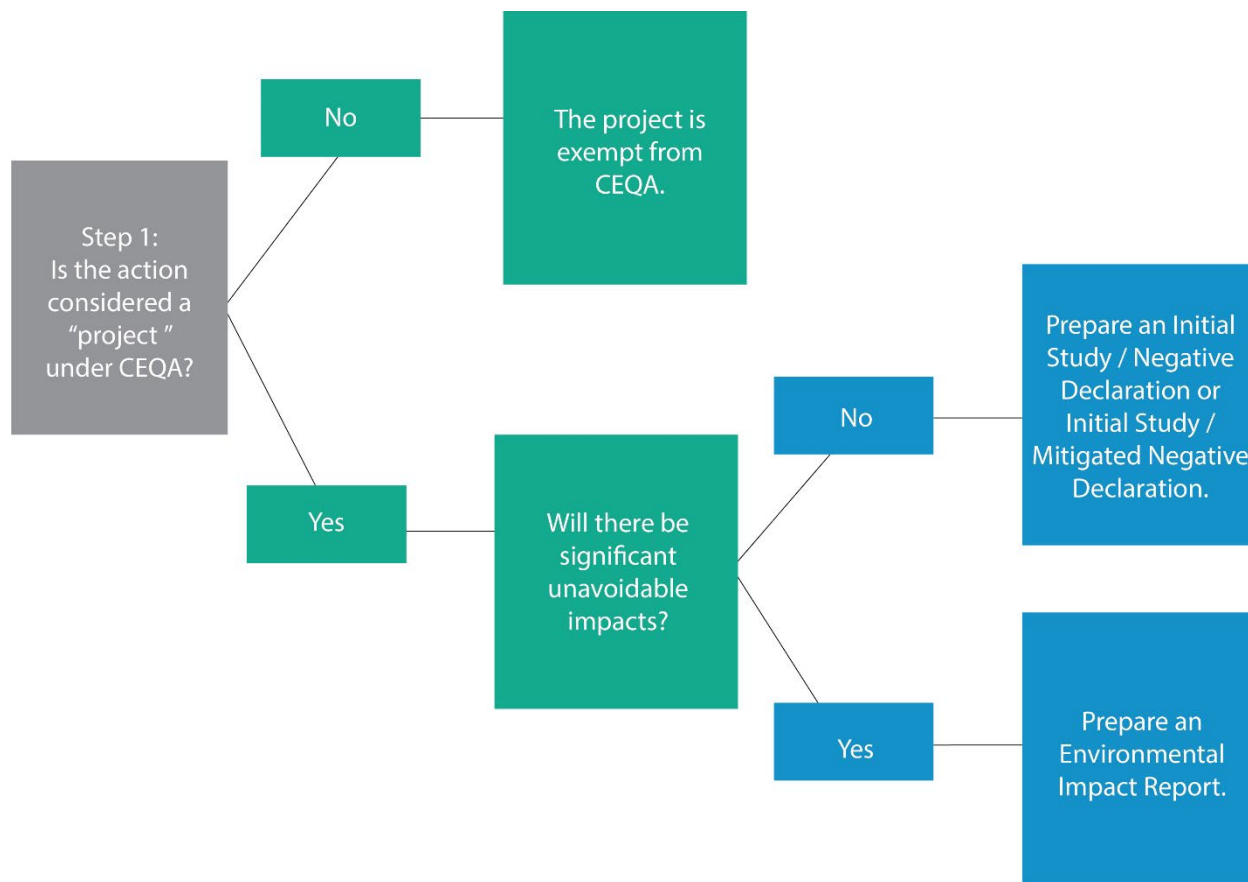 Step 1:
Is the action
considered a
“project ”
under CEQA?
No
The project is
exempt from
CEQA.
Yes
Will there be
significant
unavoidable
impacts?
No
Prepare an Initial
Study / Negative
Declaration or
Initial Study /
Mitigated Negative
Declaration.
Yes
Prepare an
Environmental
Impact Report.